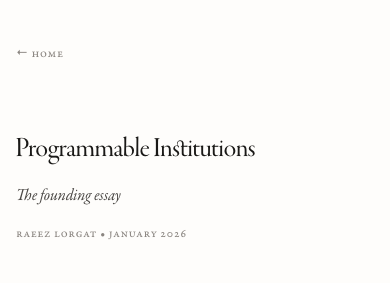 ← HOME
Programmable Institutions
The founding essay
RAEEZ LORGAT • JANUARY 2026